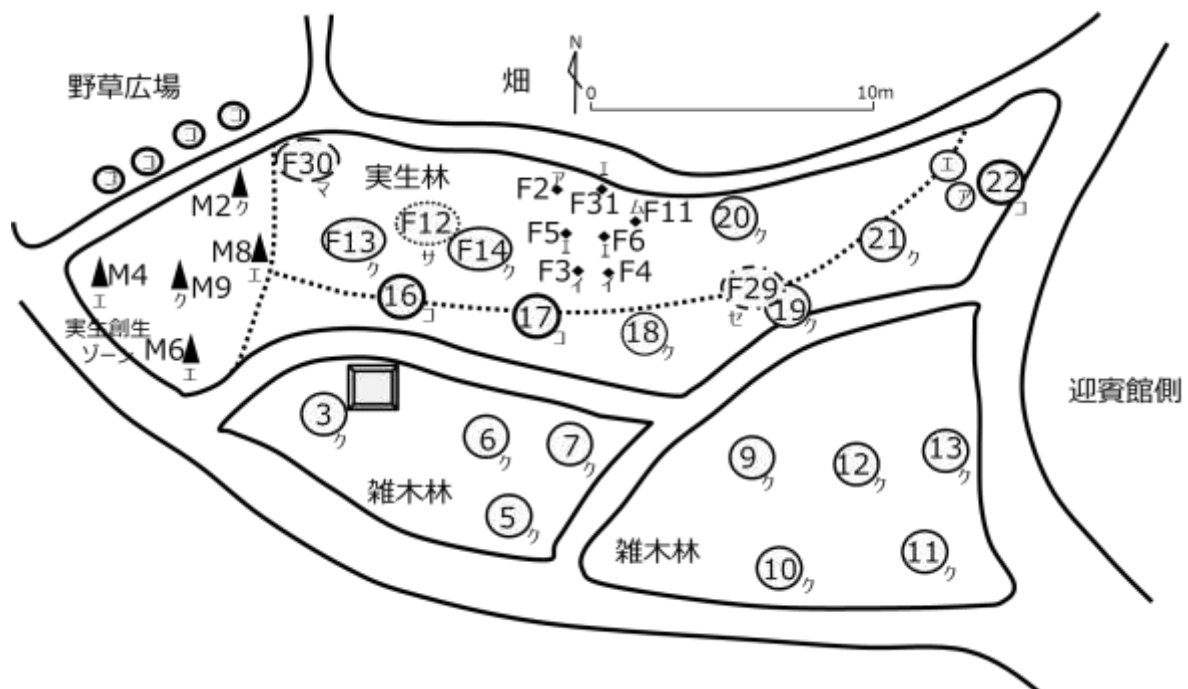 野草広場
畑
N
0
10m
コ
コ
コ
コ
F30
マ
実生林
F2
ア
エ
F31
ム
F11
20
ク
エ
ア
22
コ
M2
ク
F12
サ
F13
ク
F14
ク
F5
エ
F6
エ
21
ク
M8
エ
M4
エ
M9
ク
F3
イ
F4
イ
F29
セ
19
ク
16
コ
17
コ
18
ク
実生創生
ゾーン
M6
エ
迎賓館側
3
ク
6
ク
7
ク
9
ク
12
ク
13
ク
雑木林
5
ク
雑木林
10
ク
11
ク